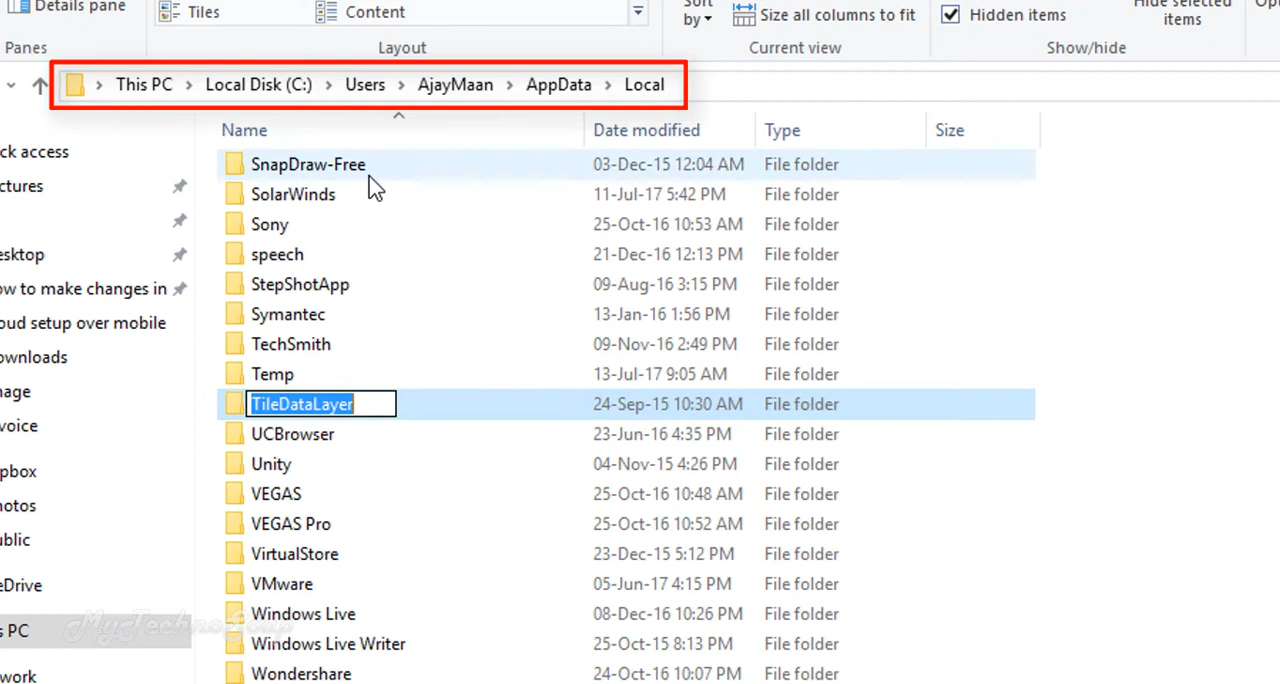 Details pane
Tiles
Content
Sort
by
Size all columns to fit
Hidden items
Hide selected
items
Panes
Layout
Current view
Show/hide
This PC > Local Disk (C:) > Users > AjayMaan > AppData > Local
Name Date modified Type Size
ck access
ctures
esktop
ow to make changes in
oud setup over mobile
ownloads
nage
voice
pbox
otos
ublic
eDrive
s PC
work
SnapDraw-Free 03-Dec-15 12:04 AM File folder
SolarWinds 11-Jul-17 5:42 PM File folder
Sony 25-Oct-16 10:53 AM File folder
speech 21-Dec-16 12:13 PM File folder
StepShotApp 09-Aug-16 3:15 PM File folder
Symantec 13-Jan-16 1:56 PM File folder
TechSmith 09-Nov-16 2:49 PM File folder
Temp 13-Jul-17 9:05 AM File folder
TileDataLayer 24-Sep-15 10:30 AM File folder
UCBrowser 23-Jun-16 4:35 PM File folder
Unity 04-Nov-15 4:26 PM File folder
VEGAS 25-Oct-16 10:48 AM File folder
VEGAS Pro 25-Oct-16 10:52 AM File folder
VirtualStore 23-Dec-15 5:12 PM File folder
VMware 05-Jun-17 4:15 PM File folder
Windows Live 08-Dec-16 10:26 PM File folder
Windows Live Writer 25-Oct-15 8:13 PM File folder
Wondershare 24-Oct-16 10:07 PM File folder